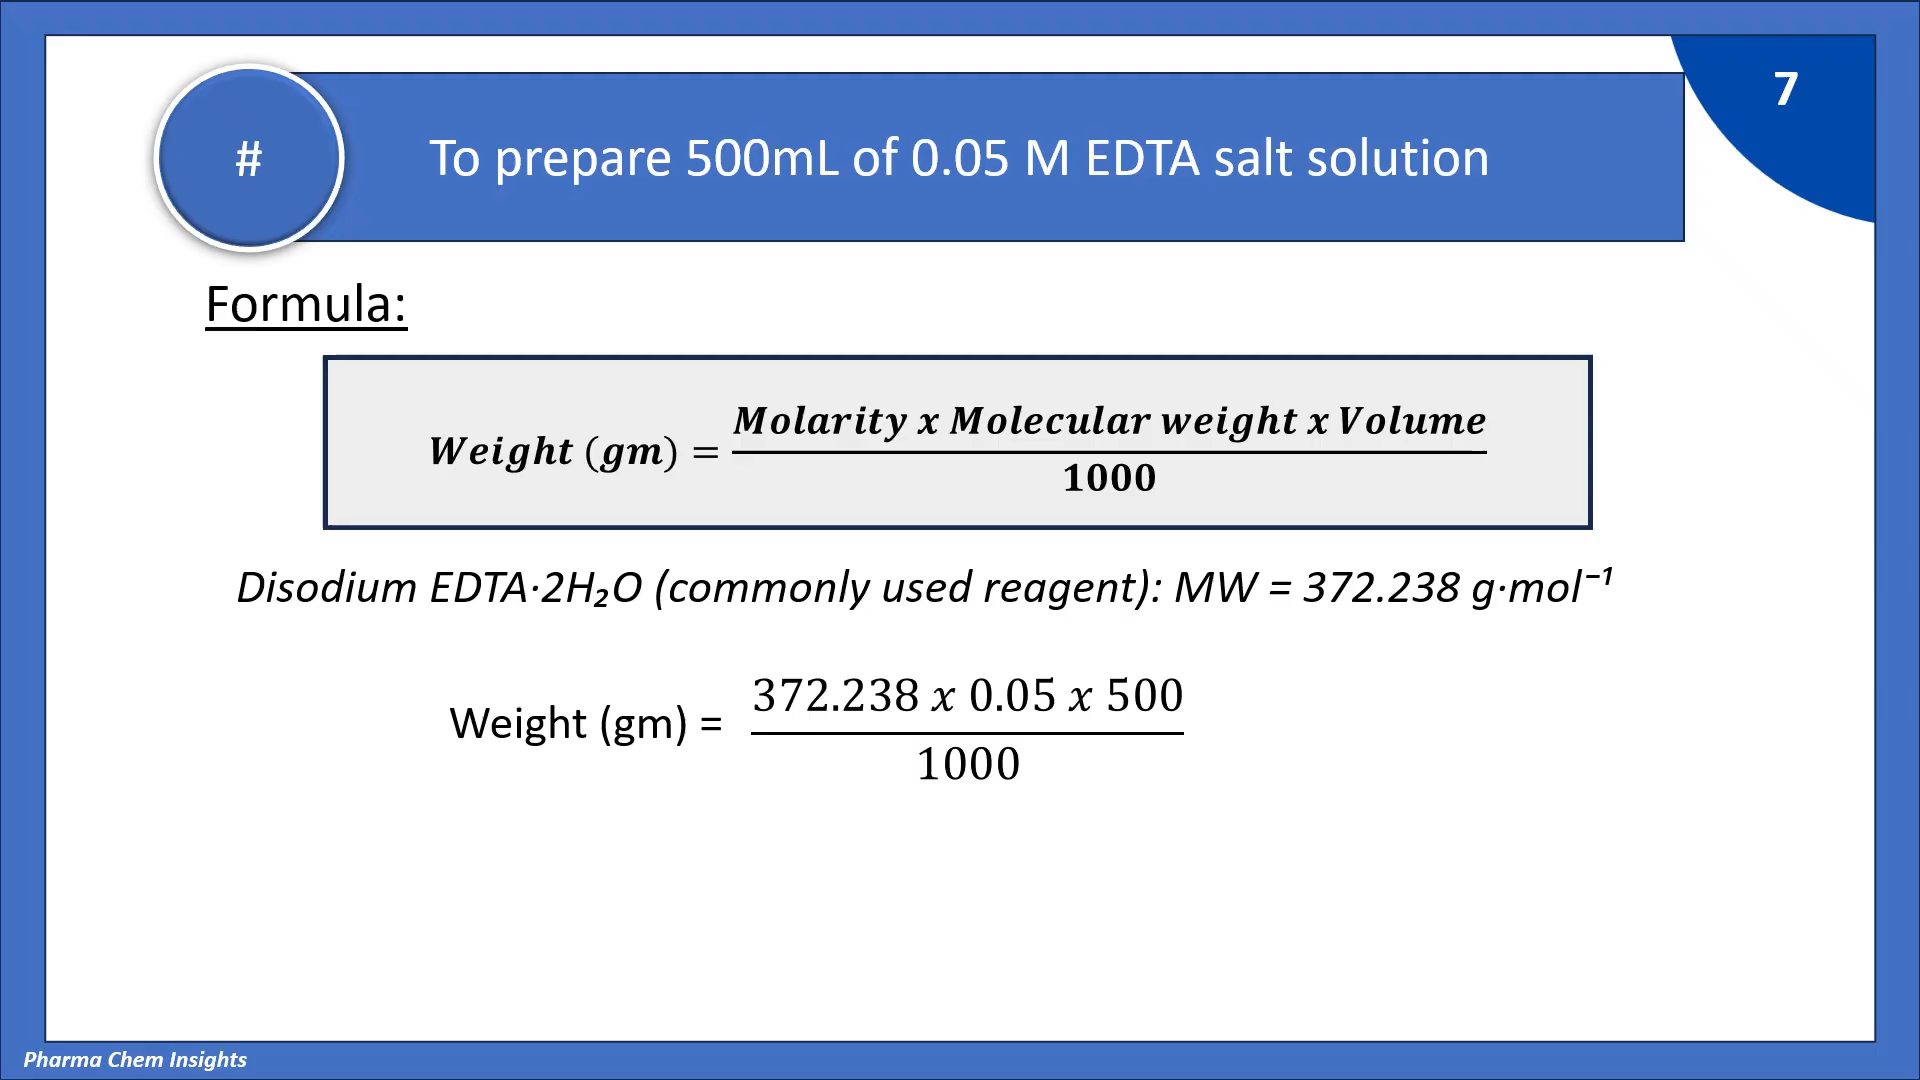 7
# To prepare 500mL of 0.05 M EDTA salt solution
Formula:
Weight (gm) = Molarity x Molecular weight x Volume / 1000
Disodium EDTA·2H₂O (commonly used reagent): MW = 372.238 g·mol⁻¹
Weight (gm) = 372.238 x 0.05 x 500 / 1000
Pharma Chem Insights